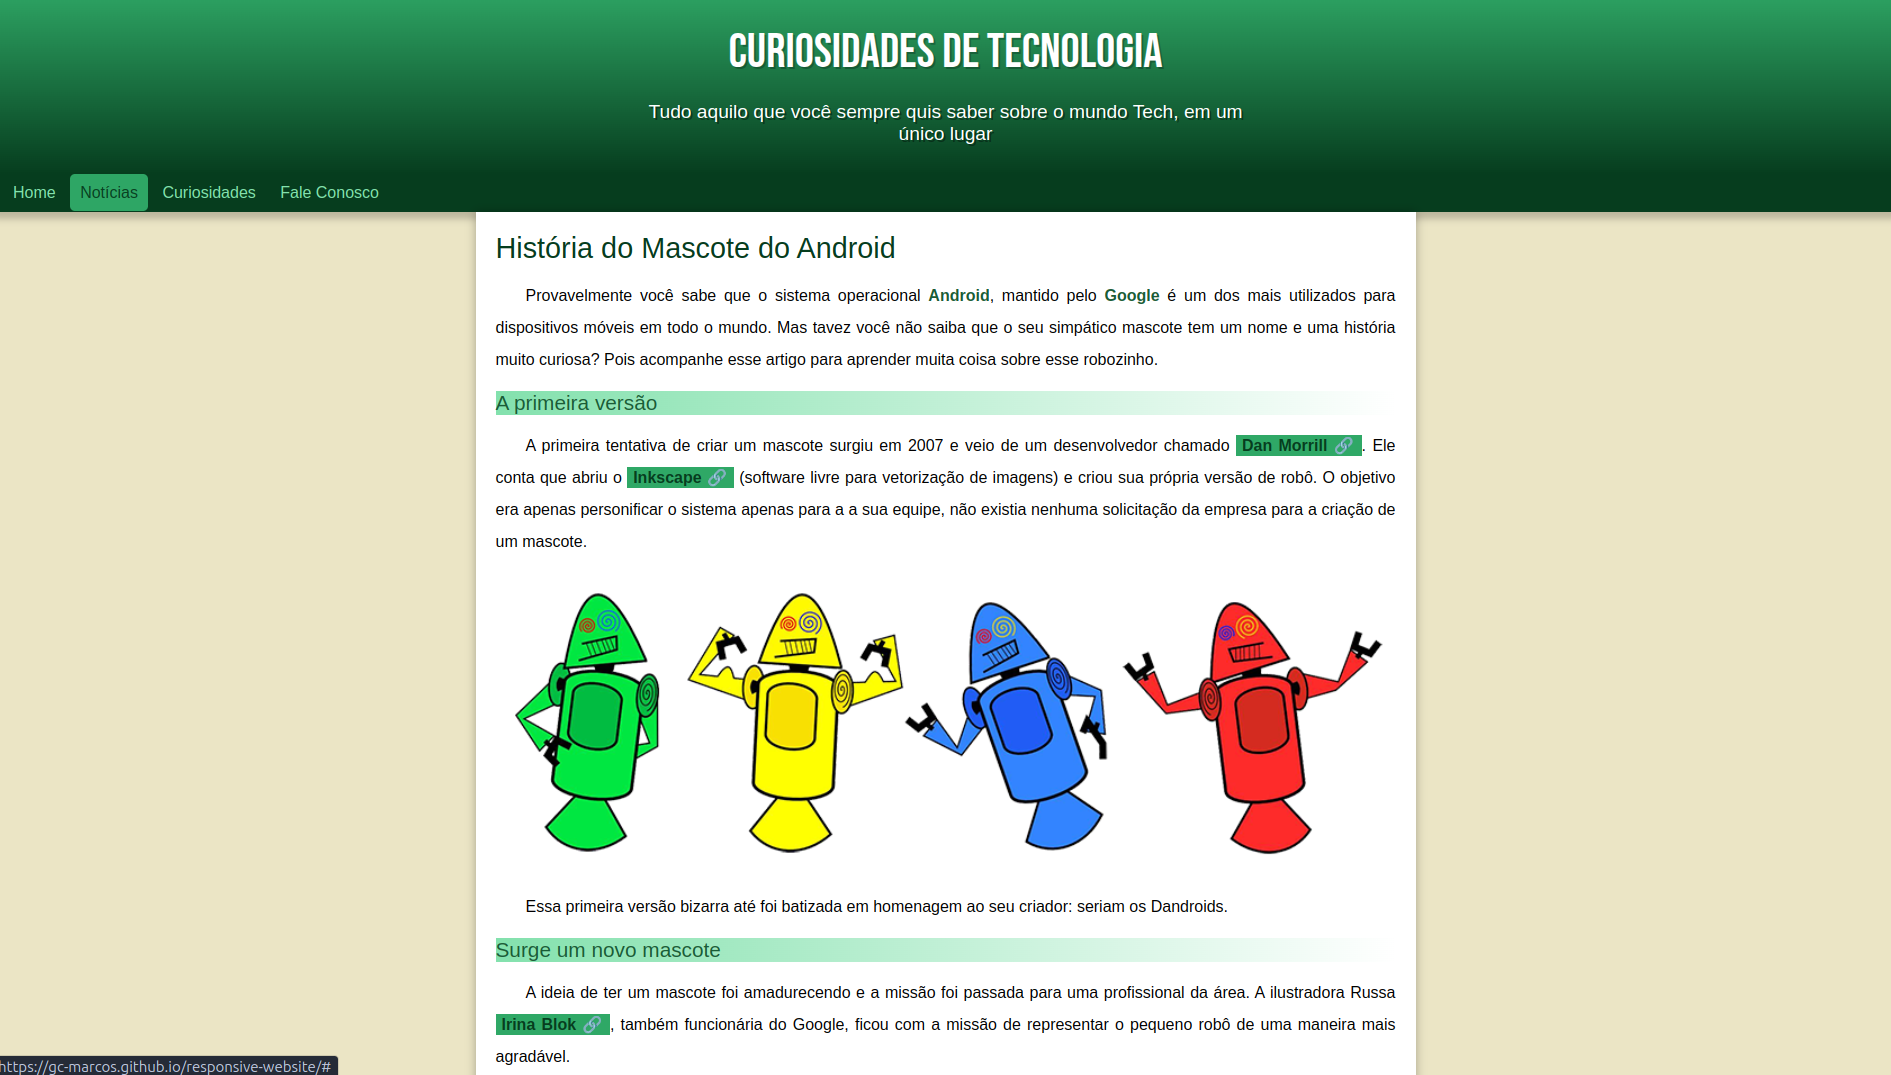 CURIOSIDADES DE TECNOLOGIA
Tudo aquilo que você sempre quis saber sobre o mundo Tech, em um
único lugar
Home Notícias Curiosidades Fale Conosco
História do Mascote do Android
Provavelmente você sabe que o sistema operacional Android, mantido pelo Google é um dos mais utilizados para
dispositivos móveis em todo o mundo. Mas tavez você não saiba que o seu simpático mascote tem um nome e uma história
muito curiosa? Pois acompanhe esse artigo para aprender muita coisa sobre esse robozinho.
A primeira versão
A primeira tentativa de criar um mascote surgiu em 2007 e veio de um desenvolvedor chamado Dan Morrill 🔗. Ele
conta que abriu o Inkscape 🔗 (software livre para vetorização de imagens) e criou sua própria versão de robô. O objetivo
era apenas personificar o sistema apenas para a a sua equipe, não existia nenhuma solicitação da empresa para a criação de
um mascote.
Essa primeira versão bizarra até foi batizada em homenagem ao seu criador: seriam os Dandroids.
Surge um novo mascote
A ideia de ter um mascote foi amadurecendo e a missão foi passada para uma profissional da área. A ilustradora Russa
Irina Blok 🔗, também funcionária do Google, ficou com a missão de representar o pequeno robô de uma maneira mais
agradável.
https://gc-marcos.github.io/responsive-website/#